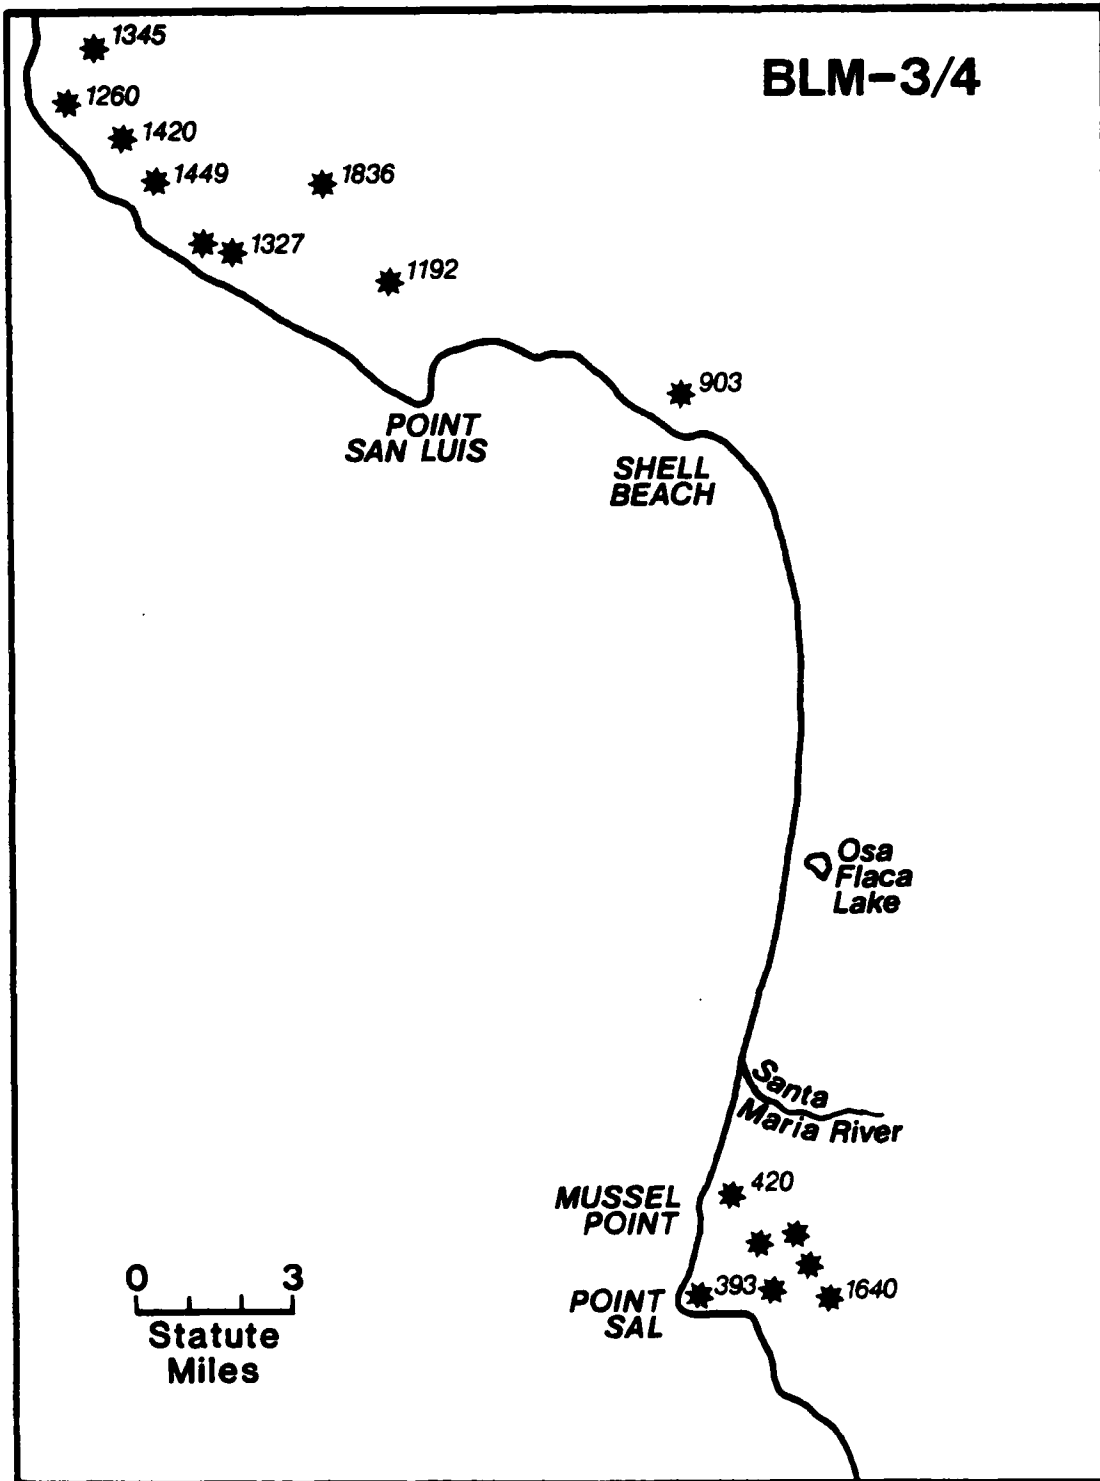 1345
BLM-3/4
1260
1420
1449
1836
1327
1192
903
POINT
SAN LUIS
SHELL
BEACH
Osa
Flaca
Lake
Santa
Maria River
420
MUSSEL
POINT
0 3
Statute
Miles
393
1640
POINT
SAL